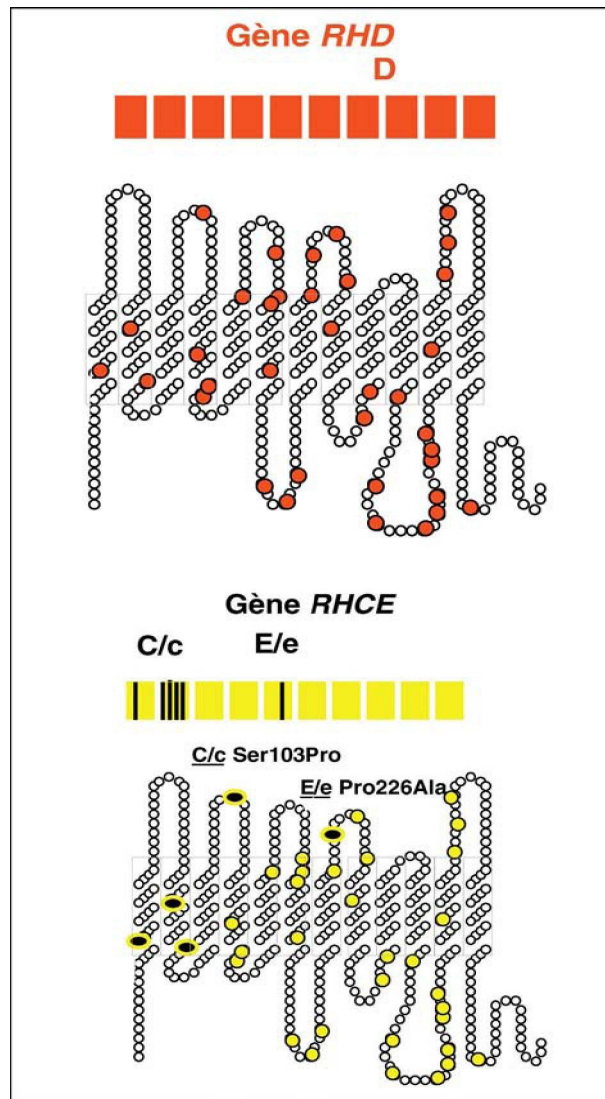 Gène RHD
D
Gène RHCE
C/c E/e
C/c Ser103Pro
E/e Pro226Ala